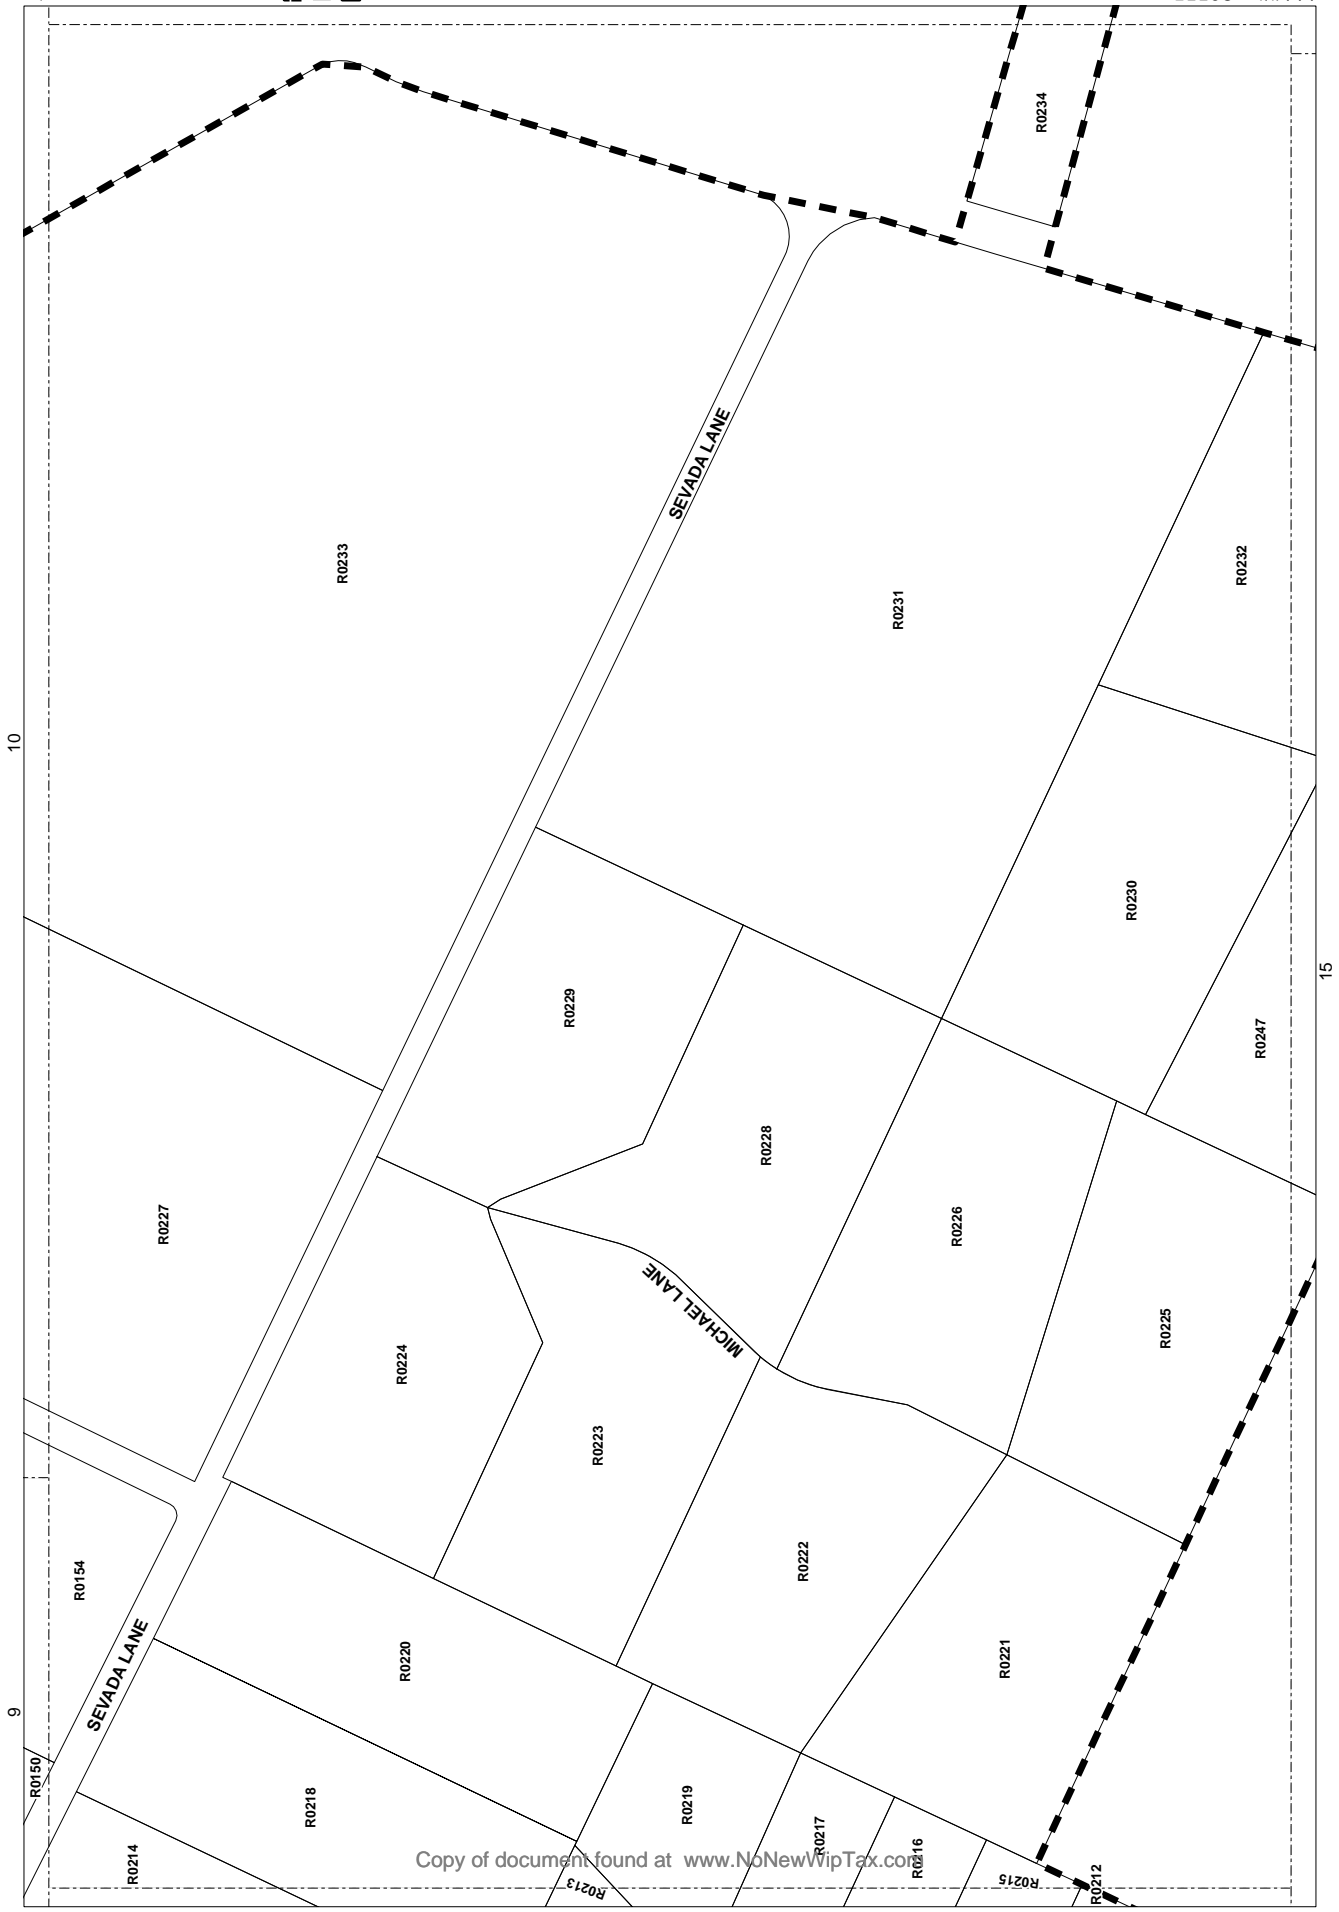 R0234
SEVADA LANE
R0233
R0232
R0231
10
R0230
15
R0229
R0247
R0228
R0227
R0226
MICHAEL LANE
R0225
R0224
R0223
R0222
R0154
R0221
R0220
SEVADA LANE
9
R0150
R0219
R0218
R0217
R0214
R0216
R0213
R0215
R0212
Copy of document found at www.NoNewWipTax.com